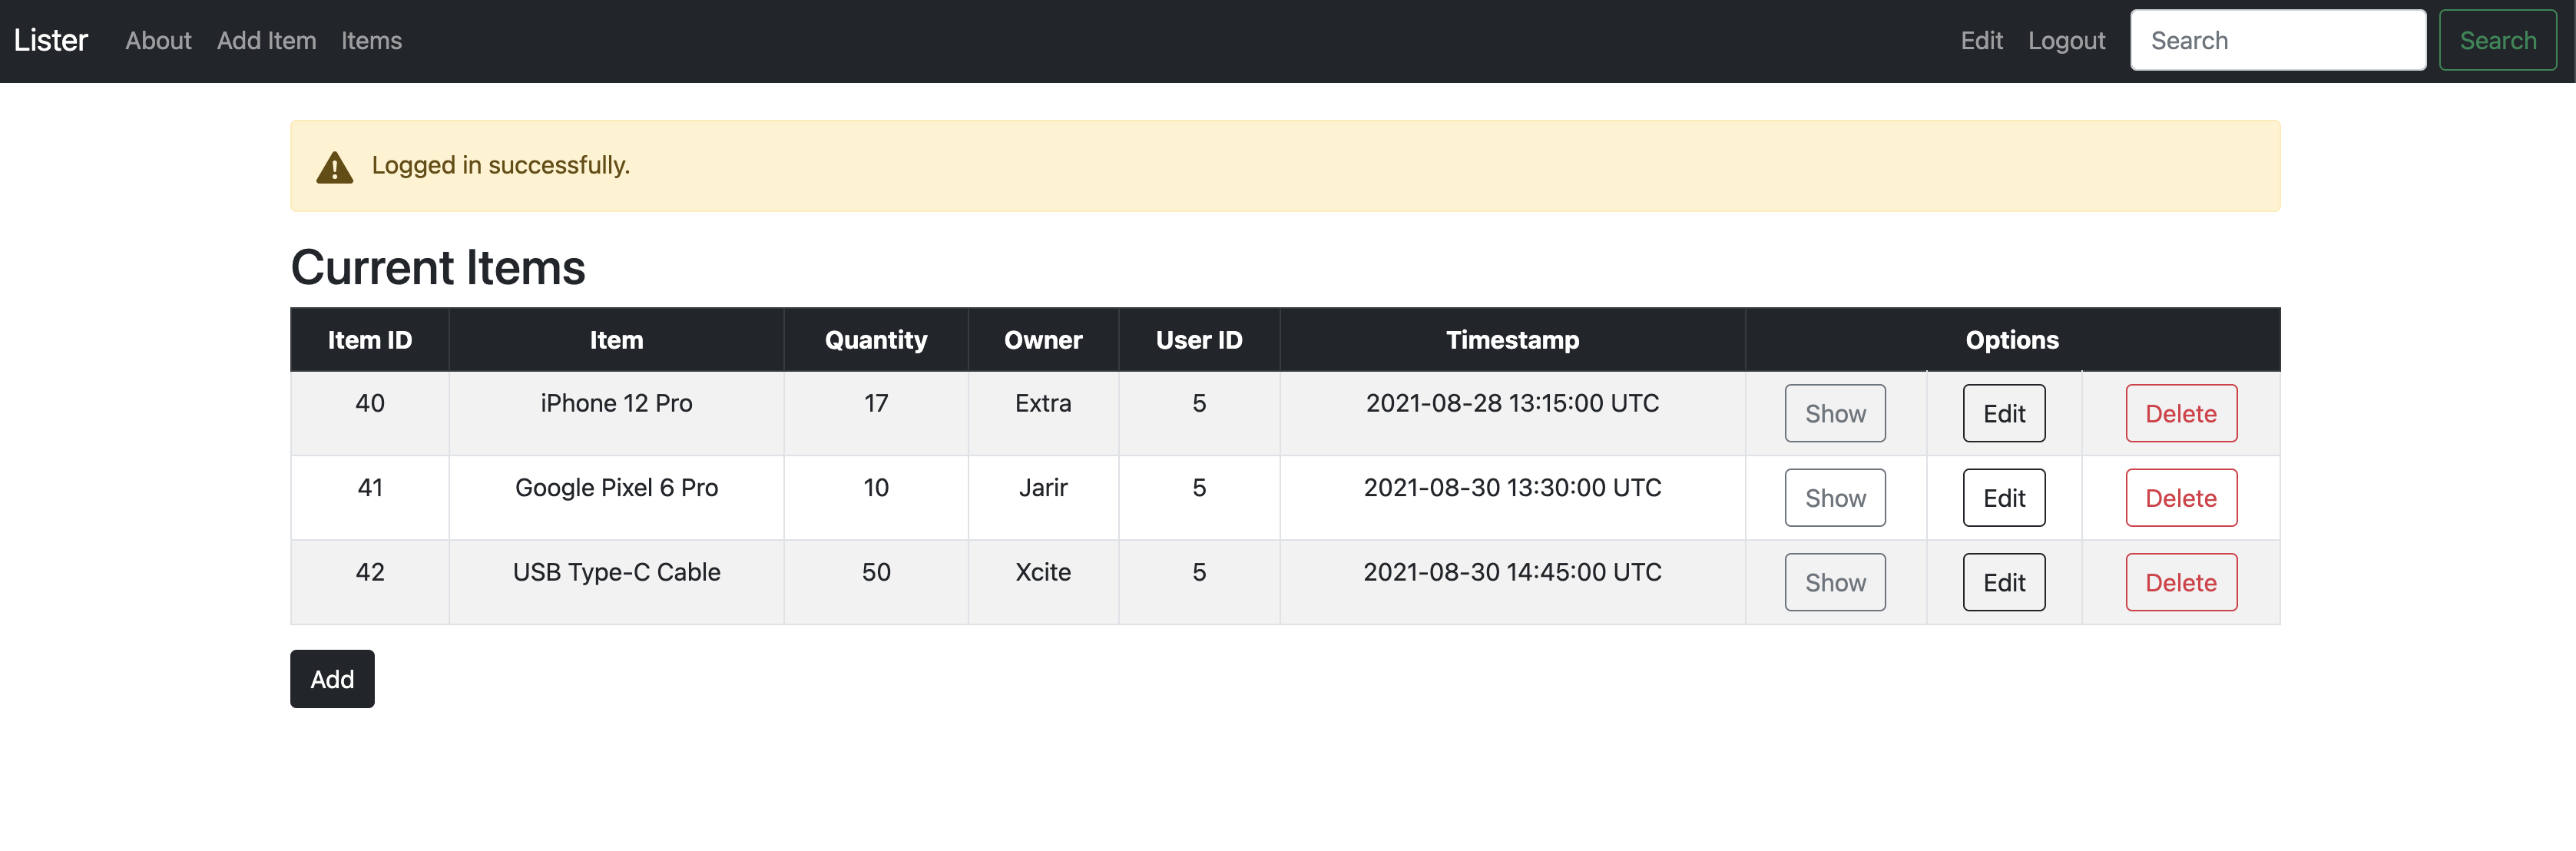 Lister About Add Item Items Edit Logout Search Search
Logged in successfully.
Current Items
Item ID Item Quantity Owner User ID Timestamp Options
40 iPhone 12 Pro 17 Extra 5 2021-08-28 13:15:00 UTC Show Edit Delete
41 Google Pixel 6 Pro 10 Jarir 5 2021-08-30 13:30:00 UTC Show Edit Delete
42 USB Type-C Cable 50 Xcite 5 2021-08-30 14:45:00 UTC Show Edit Delete
Add